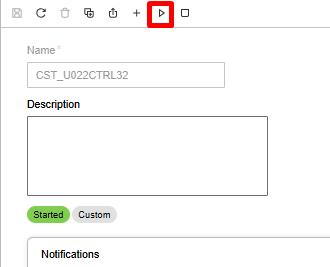 Name*
CST_U022CTRL32
Description
Started Custom
Notifications